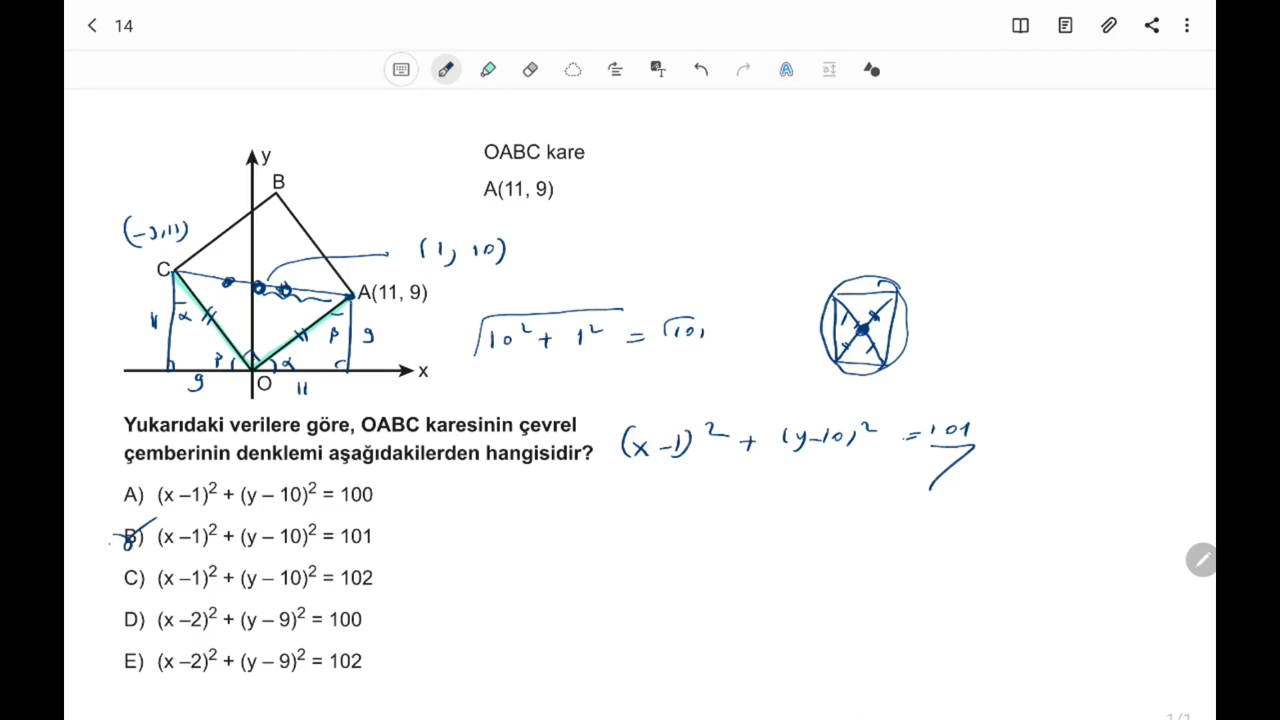 14
y
B
OABC kare
A(11, 9)
(-9,11)
(1, 10)
C
A(11, 9)
α
β
9
11
√10² + 1² = √101
β
α
x
9
O
11
Yukarıdaki verilere göre, OABC karesinin çevrel
çemberinin denklemi aşağıdakilerden hangisidir?
(x-1)² + (y-10)² = 101
A) (x –1)² + (y – 10)² = 100
B) (x –1)² + (y – 10)² = 101
C) (x –1)² + (y – 10)² = 102
D) (x –2)² + (y – 9)² = 100
E) (x –2)² + (y – 9)² = 102
1/1